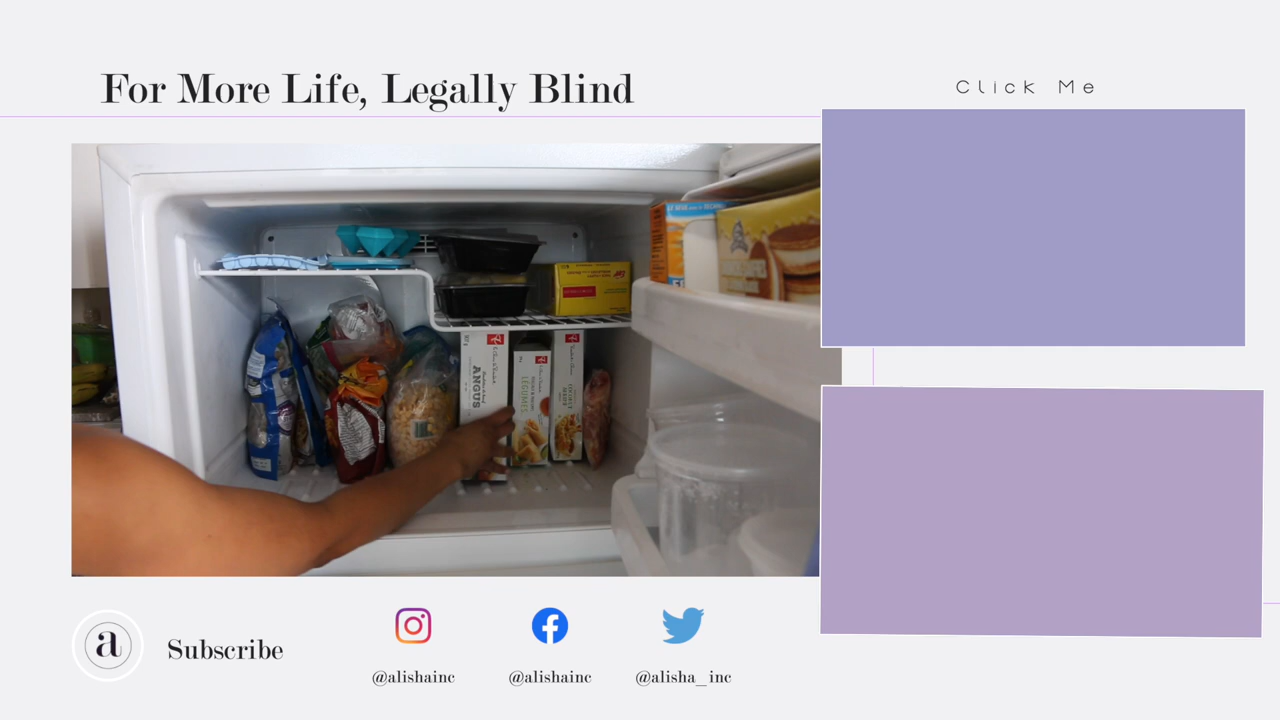 For More Life, Legally Blind
Click Me
ANGUS
LÉGUMES
a
Subscribe
@alishainc
@alishainc
@alisha_inc